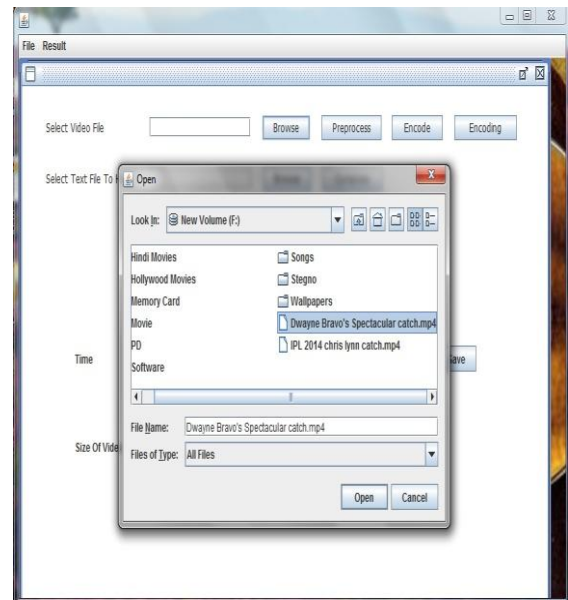 File Result
Select Video File Browse Preprocess Encode Encoding
Select Text File To
Open
Look In: New Volume (F:)
Hindi Movies Songs
Hollywood Movies Stegno
Memory Card Wallpapers
Movie Dwayne Bravo's Spectacular catch.mp4
PD IPL 2014 chris lynn catch.mp4
Software
Time
File Name: Dwayne Bravo's Spectacular catch.mp4
Size Of
Files of Type: All Files
Open Cancel